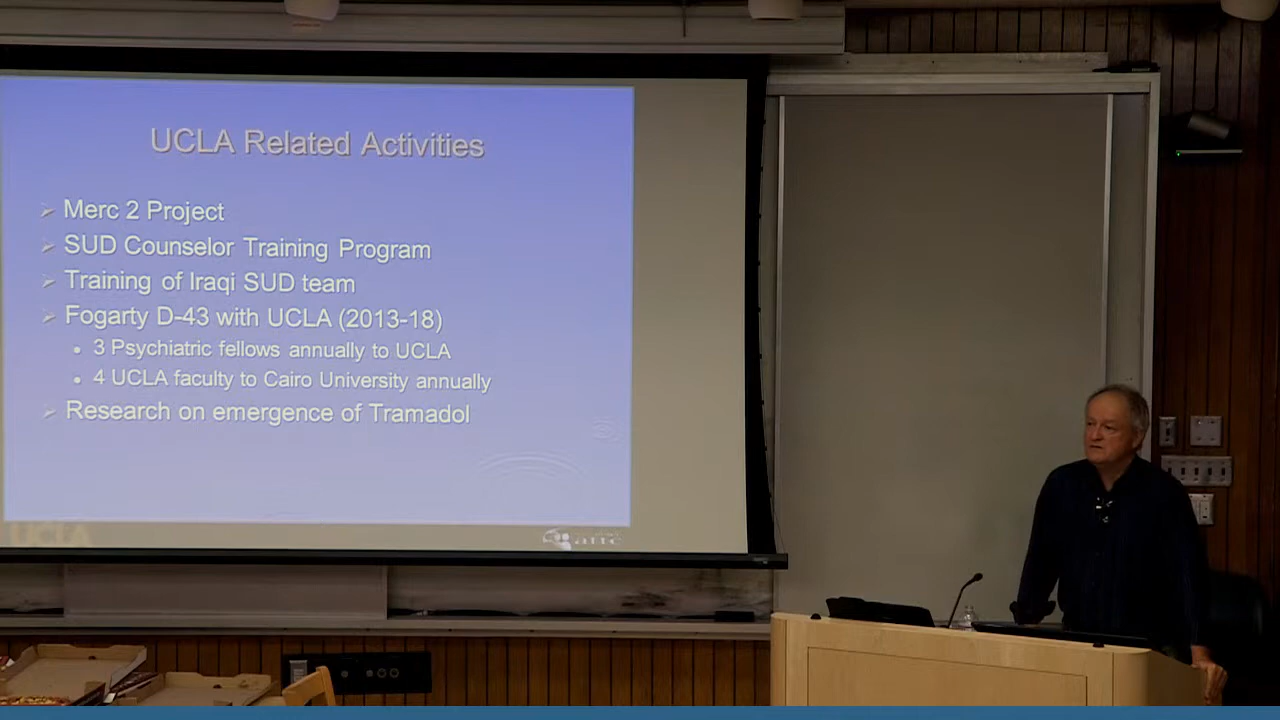 UCLA Related Activities
Merc 2 Project
SUD Counselor Training Program
Training of Iraqi SUD team
Fogarty D-43 with UCLA (2013-18)
3 Psychiatric fellows annually to UCLA
4 UCLA faculty to Cairo University annually
Research on emergence of Tramadol
UCLA